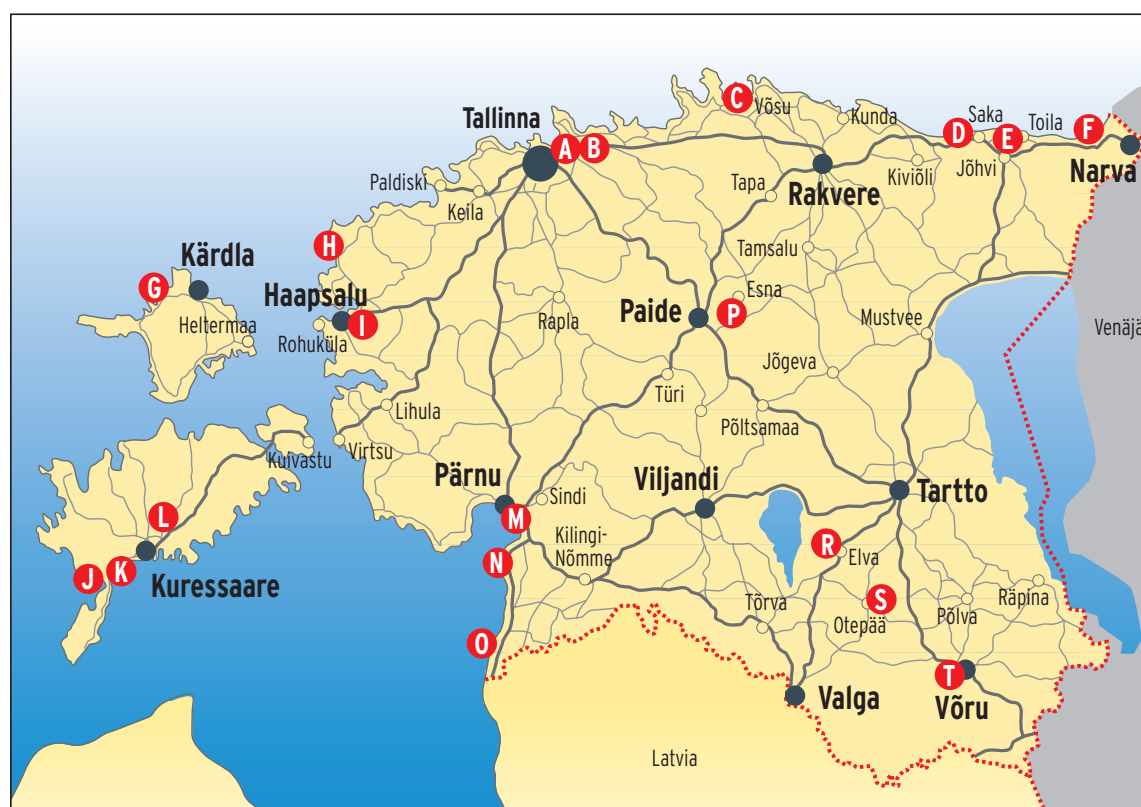 C
Võsu
Kunda
Tallinna
A
B
D
Saka
E
Toila
F
Narva
Jõhvi
Kiviõli
Rakvere
Tapa
Paldiski
Keila
H
Tamsalu
Kärdla
G
Haapsalu
Heltermaa
Rohuküla
I
Rapla
Esna
Paide
P
Mustvee
Venäjä
Jõgeva
Türi
Põltsamaa
Lihula
Virtsu
Kuivastu
Pärnu
Sindi
M
Viljandi
Tartto
L
Kilingi-
Nõmme
R
Elva
N
J
K
Kuressaare
Tõrva
S
Otepää
Põlva
Räpina
O
T
Võru
Valga
Latvia